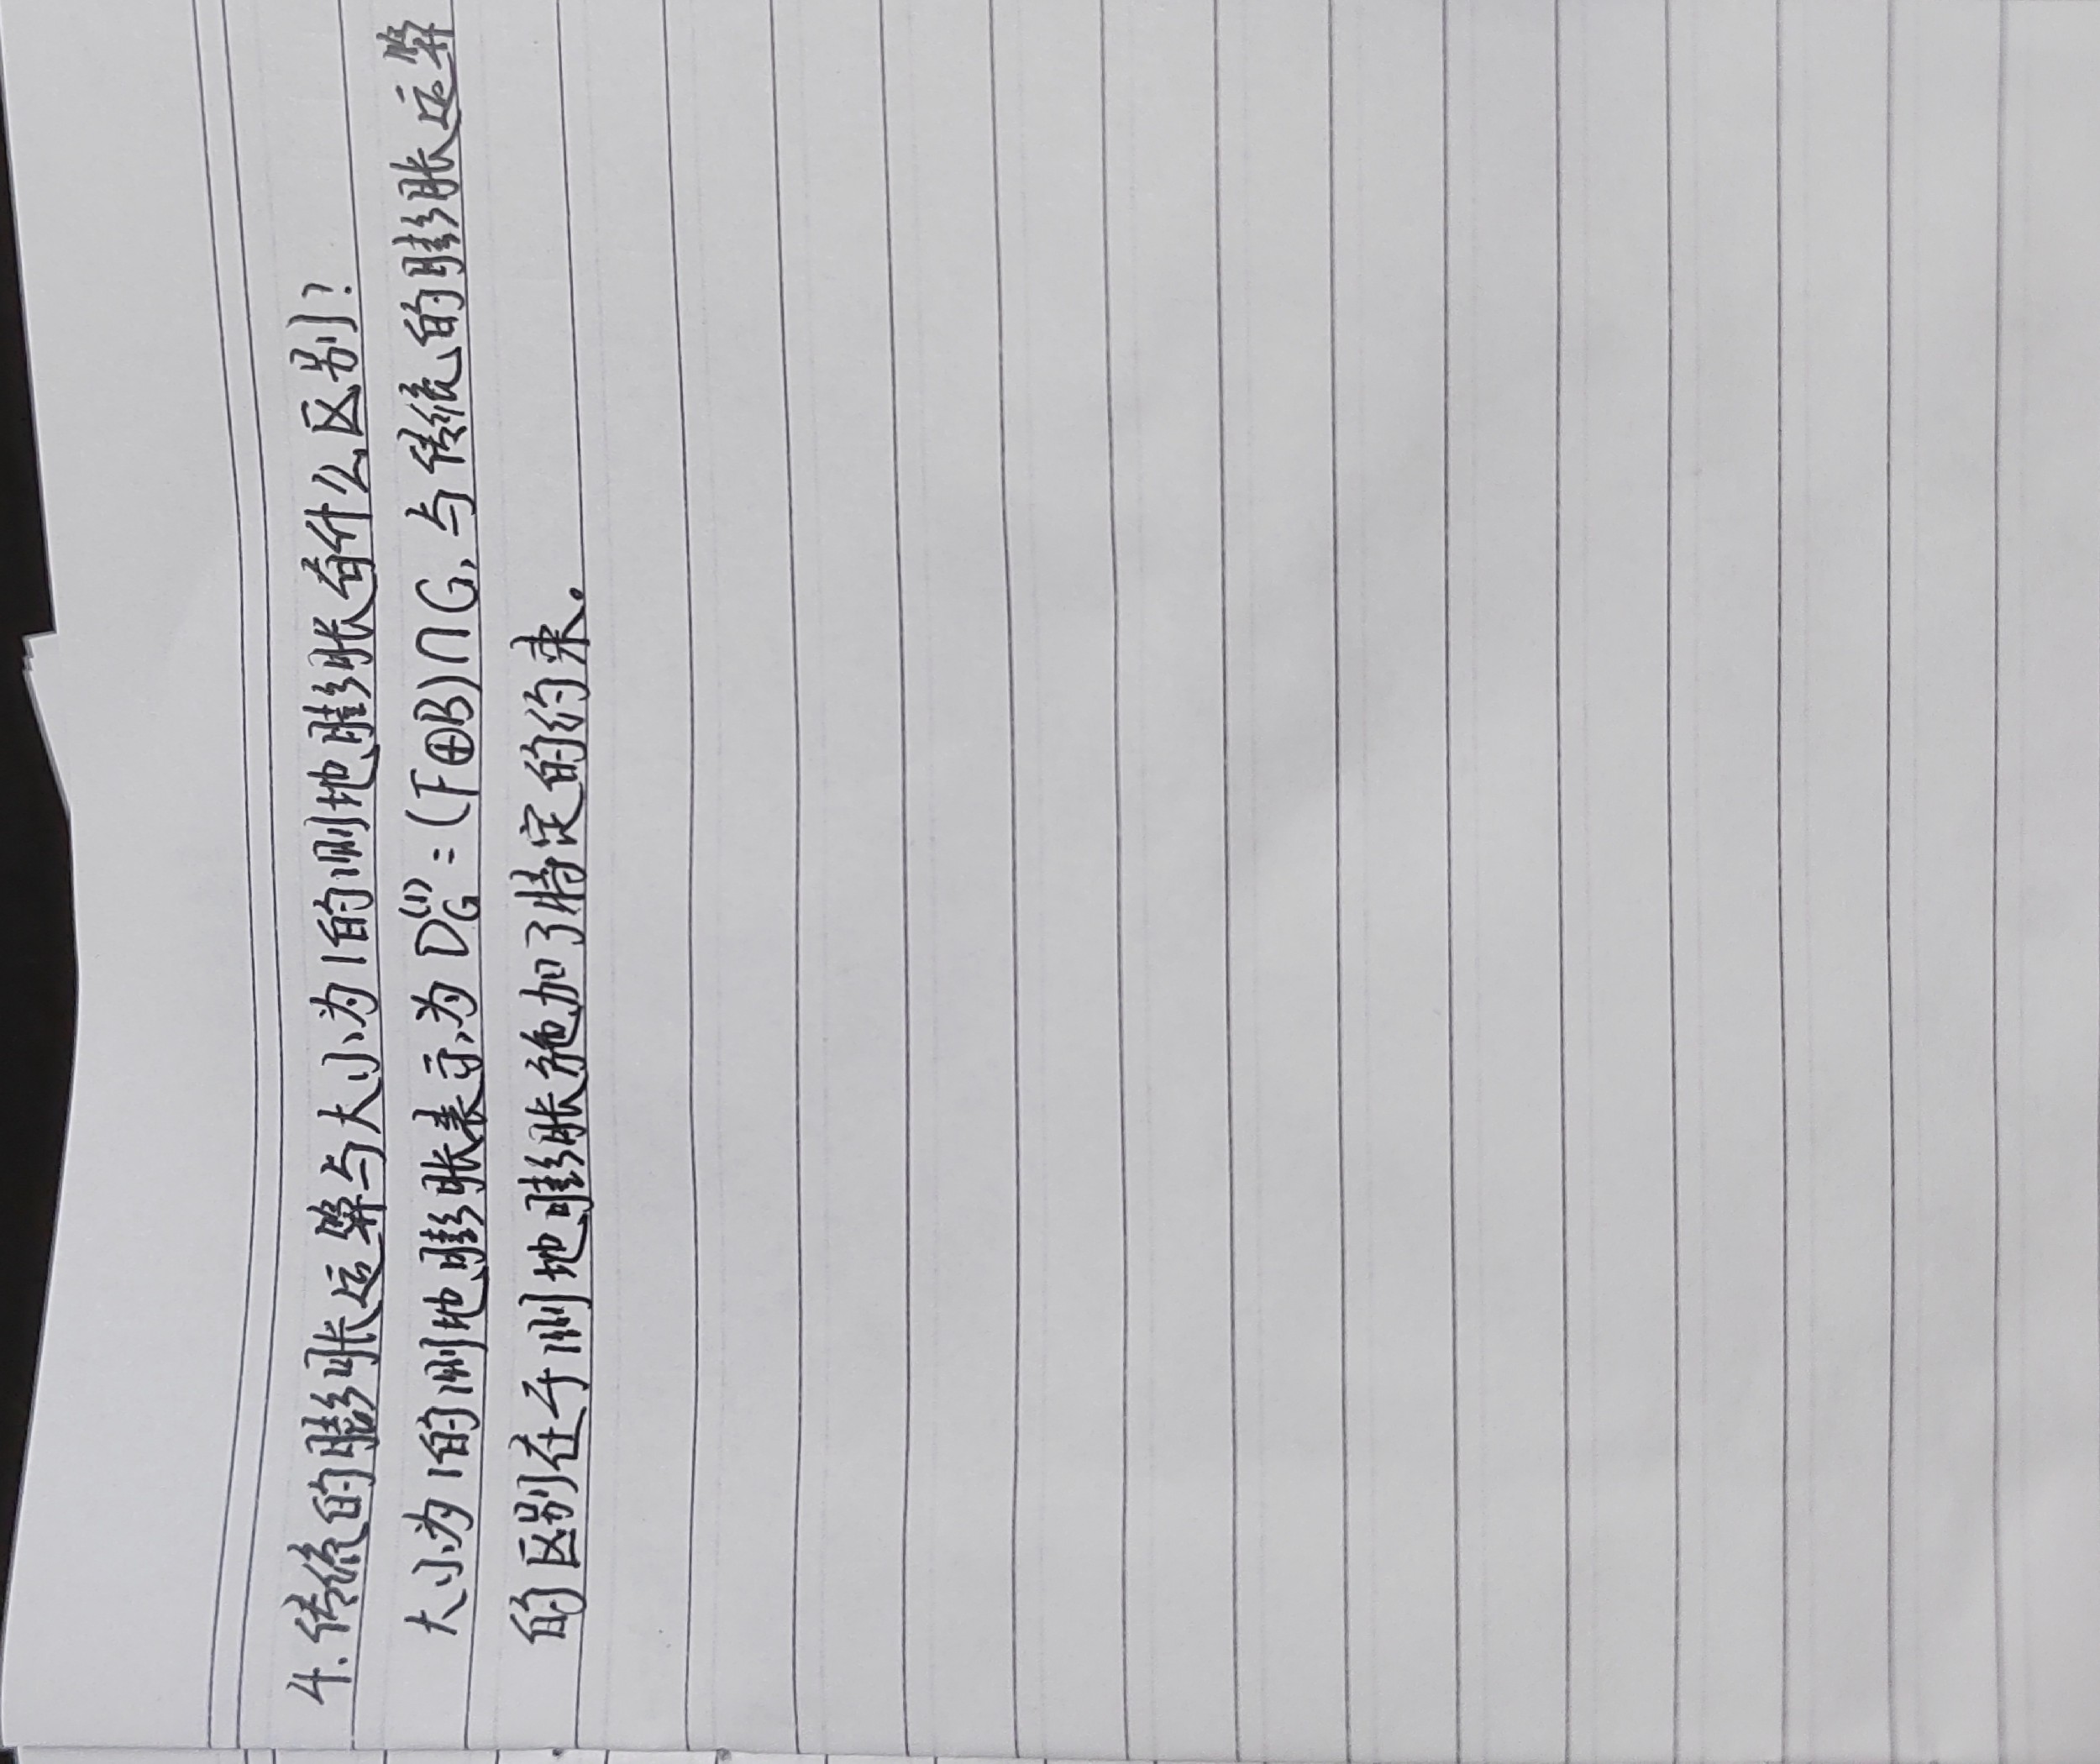 4.传统的膨胀运算与大小为1的测地膨胀有什么区别?
大小为1的测地膨胀表示为 D_G^(1) = (F⊕B)∩G, 与传统的膨胀运算
的区别在于测地膨胀施加了特定的约束。